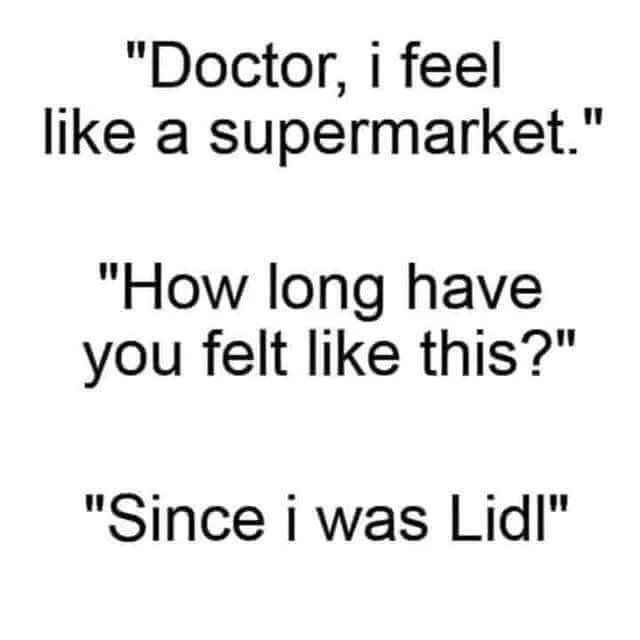 "Doctor, i feel
like a supermarket."
"How long have
you felt like this?"
"Since i was Lidl"